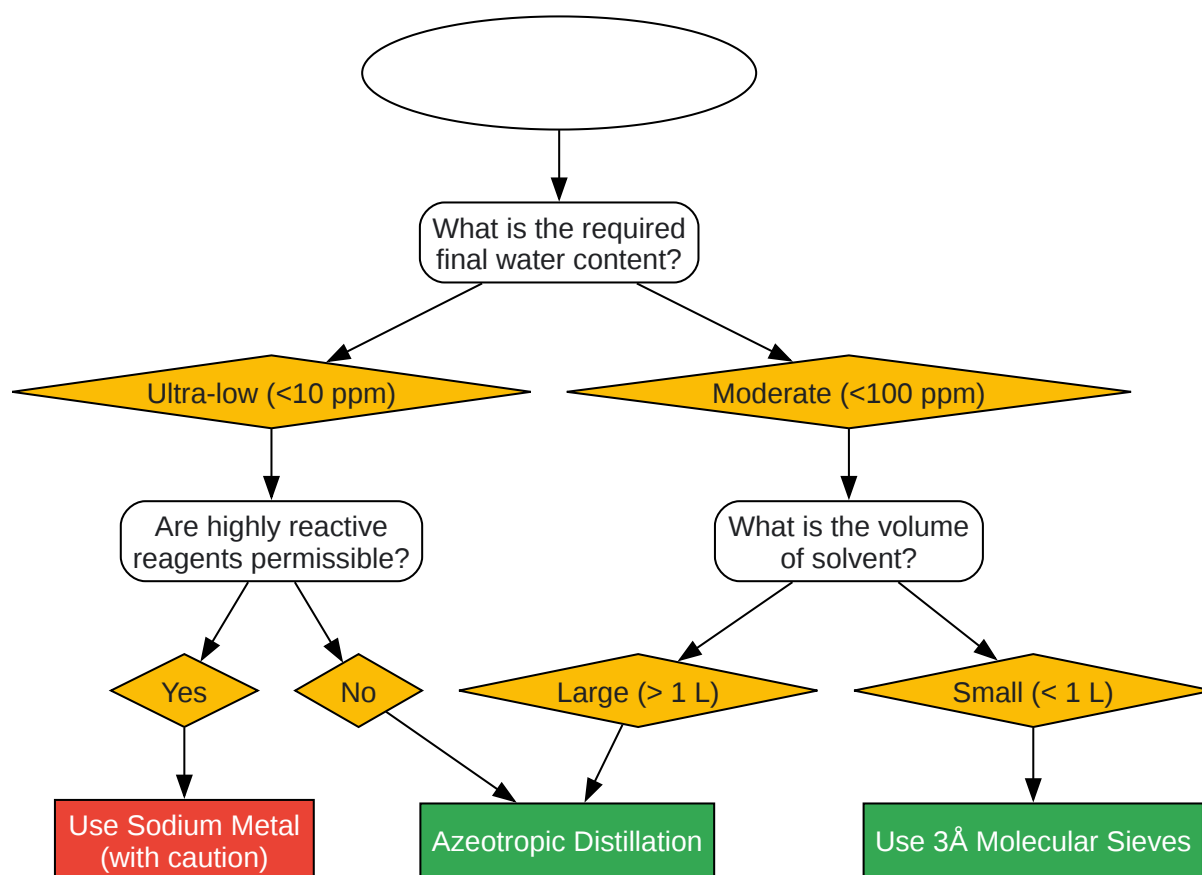 What is the required
final water content?
Ultra-low (<10 ppm)
Moderate (<100 ppm)
Are highly reactive
reagents permissible?
What is the volume
of solvent?
Yes
No
Large (> 1 L)
Small (< 1 L)
Use Sodium Metal
(with caution)
Azeotropic Distillation
Use 3Å Molecular Sieves